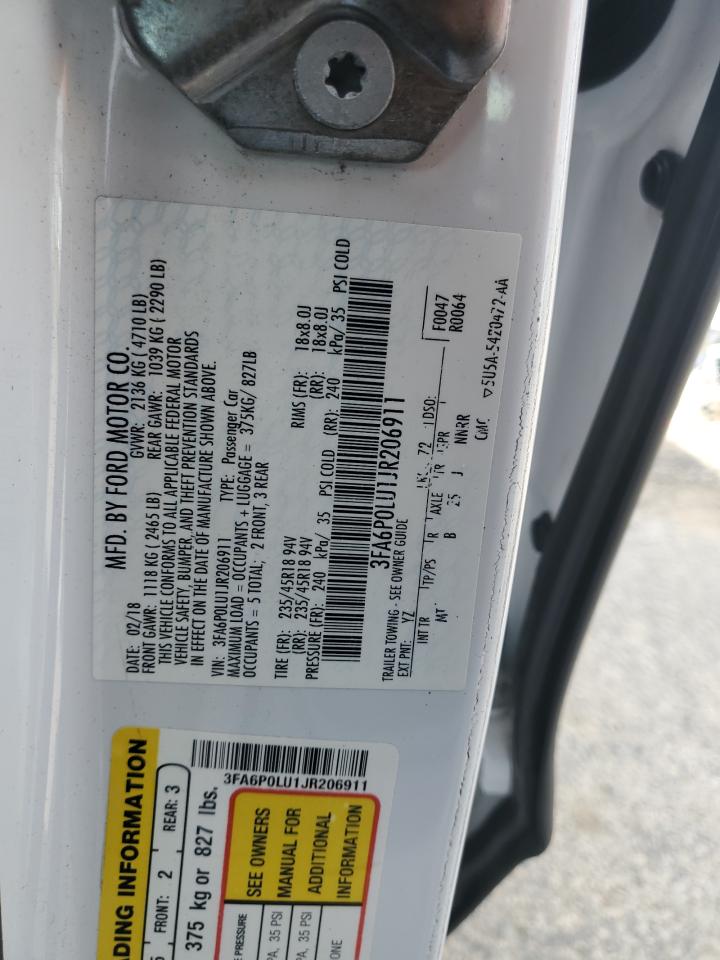 MFD. BY FORD MOTOR CO.
DATE: 02/18 GVWR: 2136 KG ( 4710 LB)
FRONT GAWR: 1118 KG (2465 LB) REAR GAWR: 1039 KG ( 2290 LB)
THIS VEHICLE CONFORMS TO ALL APPLICABLE FEDERAL MOTOR
VEHICLE SAFETY, BUMPER, AND THEFT PREVENTION STANDARDS
IN EFFECT ON THE DATE OF MANUFACTURE SHOWN ABOVE.
VIN: 3FA6P0LU1JR206911 TYPE: Passenger Car
MAXIMUM LOAD = OCCUPANTS + LUGGAGE = 375KG/ 827LB
OCCUPANTS = 5 TOTAL; 2 FRONT, 3 REAR
TIRE (FR): 235/45R18 94V RIMS (FR): 18x8.0J
(RR): 235/45R18 94V (RR): 18x8.0J
PRESSURE (FR): 240 kPa/ 35 PSI COLD (RR): 240 kPa/ 35 PSI COLD
3FA6P0LU1JR206911
TRAILER TOWING - SEE OWNER GUIDE
EXT PNT: YZ 72 DSO: F0047
R0064
INT TR TP/PS R AXLE TR SPR
MT B 25 J NNRR
▽5U5A-5420472-AA
3FA6P0LU1JR206911
INFORMATION
FRONT: 2 REAR: 3
375 kg or 827 lbs.
SEE OWNERS
MANUAL FOR
ADDITIONAL
INFORMATION
PRESSURE
35 PSI
35 PSI